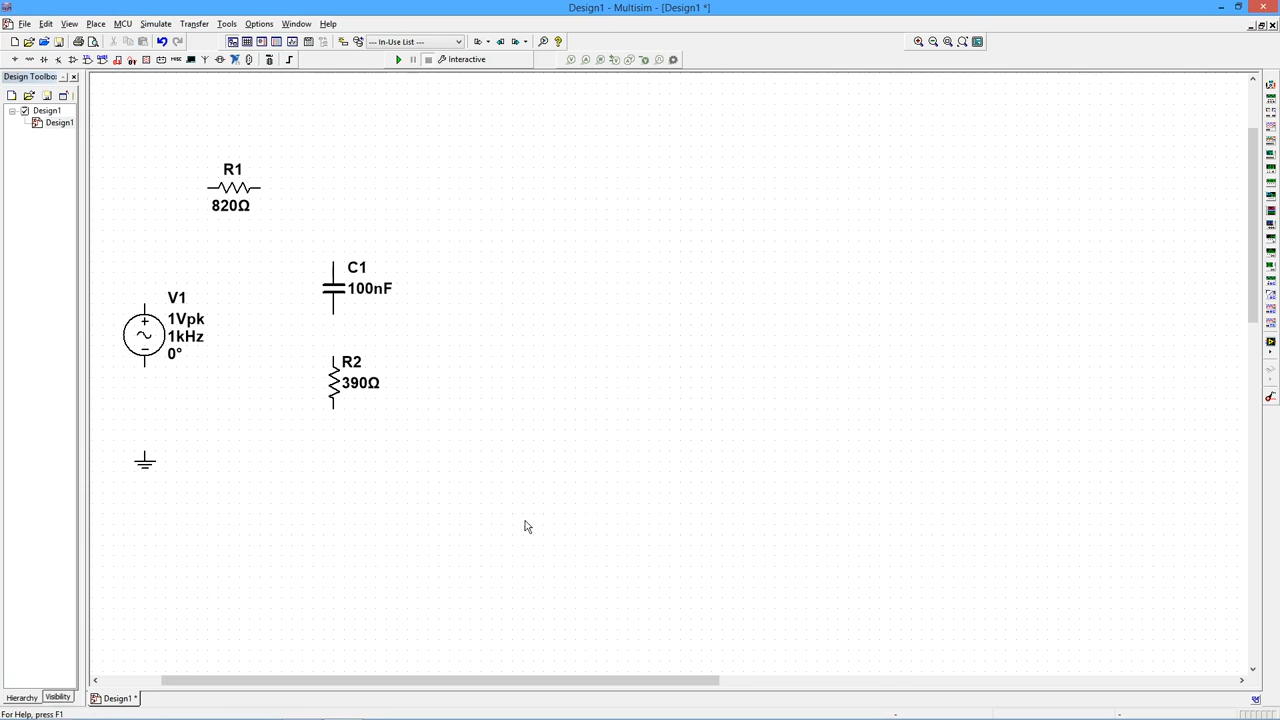 Design1 - Multisim - [Design1 *]
File Edit View Place MCU Simulate Transfer Tools Options Window Help
--- In-Use List ---
Interactive
Design Toolbo:
Design1
Design1
R1
820Ω
C1
100nF
V1
1Vpk
1kHz
0°
R2
390Ω
Hierarchy Visibility
Design1 *
For Help, press F1